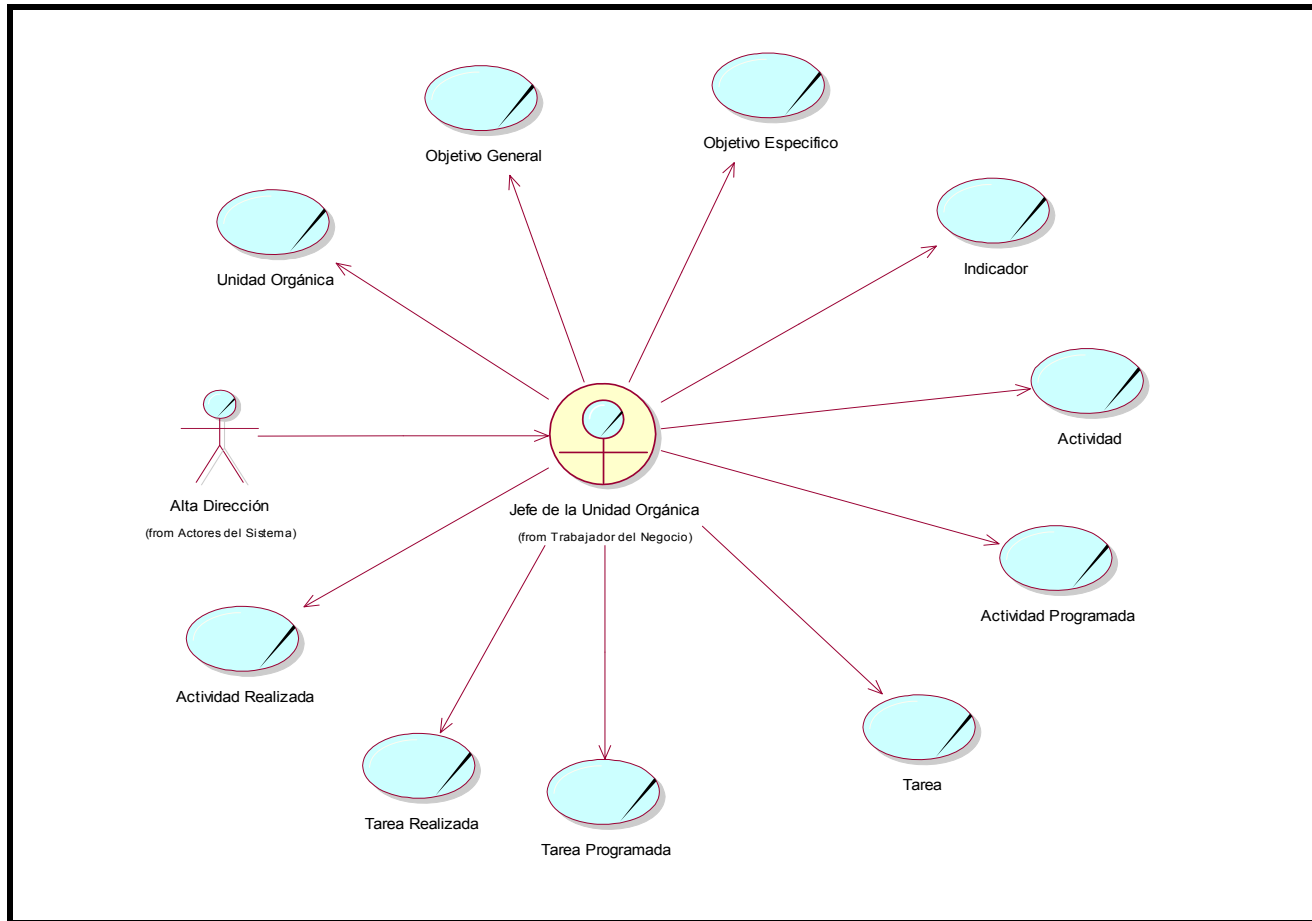 Objetivo General
Objetivo Especifico
Unidad Orgánica
Indicador
Actividad
Alta Dirección
(from Actores del Sistema)
Jefe de la Unidad Orgánica
(from Trabajador del Negocio)
Actividad Programada
Actividad Realizada
Tarea
Tarea Realizada
Tarea Programada